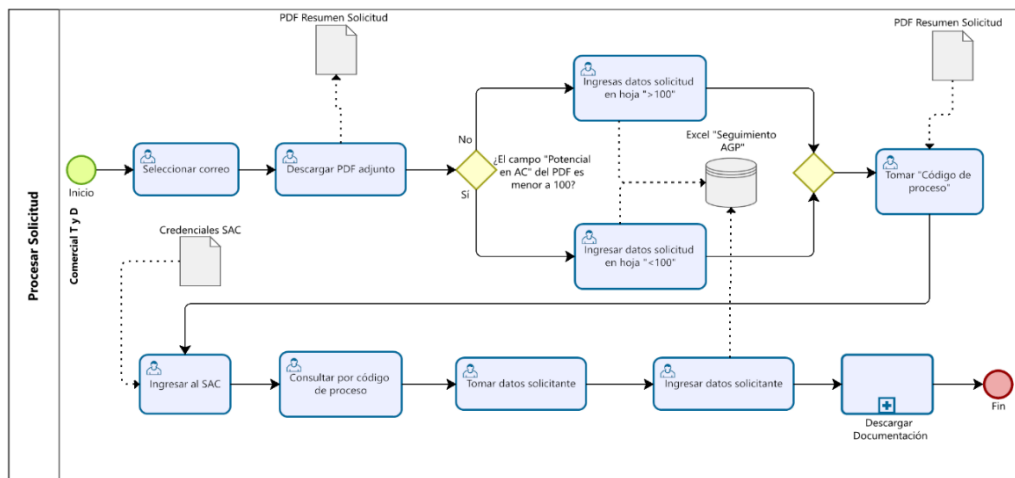 Procesar Solicitud
Comercial T y D
Inicio
Seleccionar correo
PDF Resumen Solicitud
Descargar PDF adjunto
No
¿El campo "Potencial
en AC" del PDF es
menor a 100?
Sí
Ingresas datos solicitud
en hoja ">100"
Excel "Seguimiento
AGP"
Ingresar datos solicitud
en hoja "<100"
PDF Resumen Solicitud
Tomar "Código de
proceso"
Credenciales SAC
Ingresar al SAC
Consultar por código
de proceso
Tomar datos solicitante
Ingresar datos solicitante
Descargar
Documentación
Fin